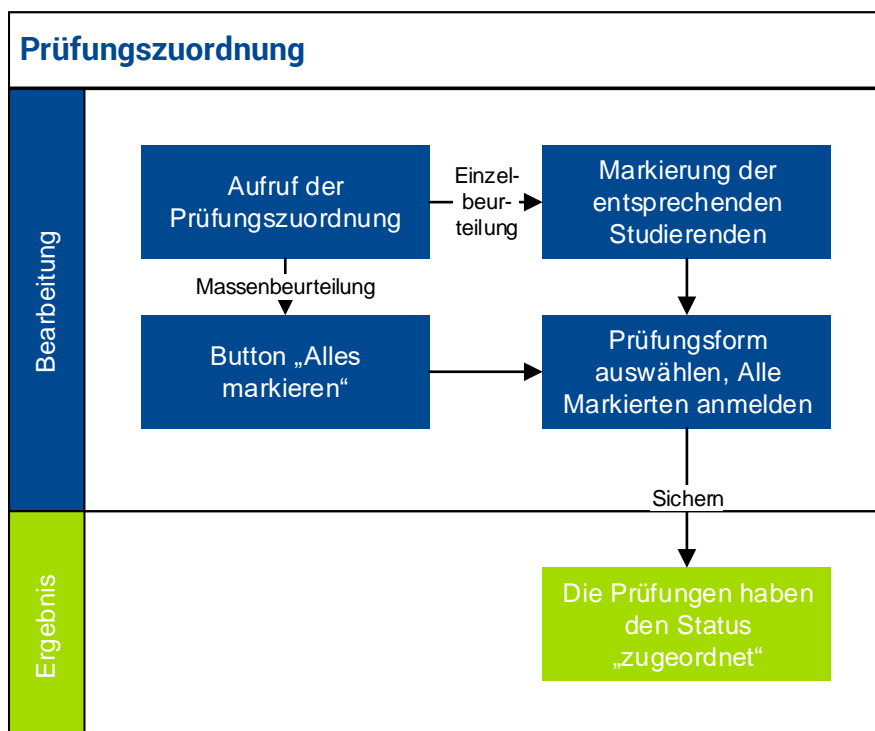 Prüfungszuordnung
Bearbeitung
Aufruf der
Prüfungszuordnung
Einzel-
beur-
teilung
Markierung der
entsprechenden
Studierenden
Massenbeurteilung
Button „Alles
markieren“
Prüfungsform
auswählen, Alle
Markierten anmelden
Sichern
Ergebnis
Die Prüfungen haben
den Status
„zugeordnet“